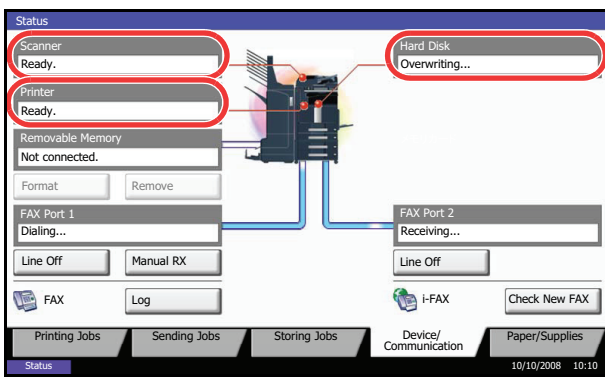 Status
Scanner
Ready.
Hard Disk
Overwriting...
Printer
Ready.
Removable Memory
Not connected.
Format
Remove
FAX Port 1
Dialing...
FAX Port 2
Receiving...
Line Off
Manual RX
Line Off
FAX
Log
i-FAX
Check New FAX
Printing Jobs
Sending Jobs
Storing Jobs
Device/
Communication
Paper/Supplies
Status
10/10/2008 10:10